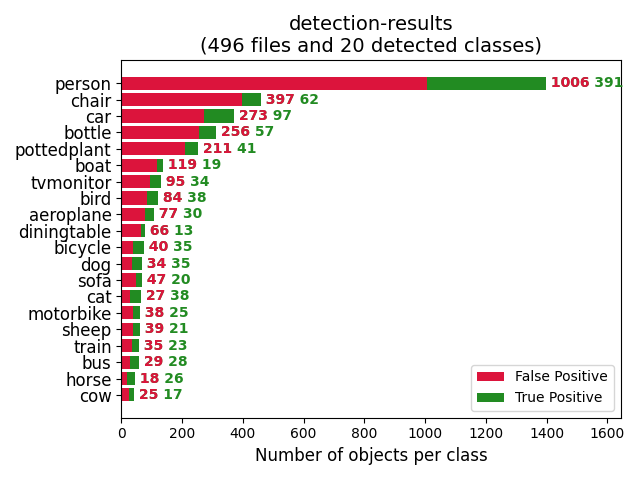 detection-results
(496 files and 20 detected classes)
person 1006 391
chair 397 62
car 273 97
bottle 256 57
pottedplant 211 41
boat 119 19
tvmonitor 95 34
bird 84 38
aeroplane 77 30
diningtable 66 13
bicycle 40 35
dog 34 35
sofa 47 20
cat 27 38
motorbike 38 25
sheep 39 21
train 35 23
bus 29 28
horse 18 26
cow 25 17
False Positive
True Positive
0 200 400 600 800 1000 1200 1400 1600
Number of objects per class